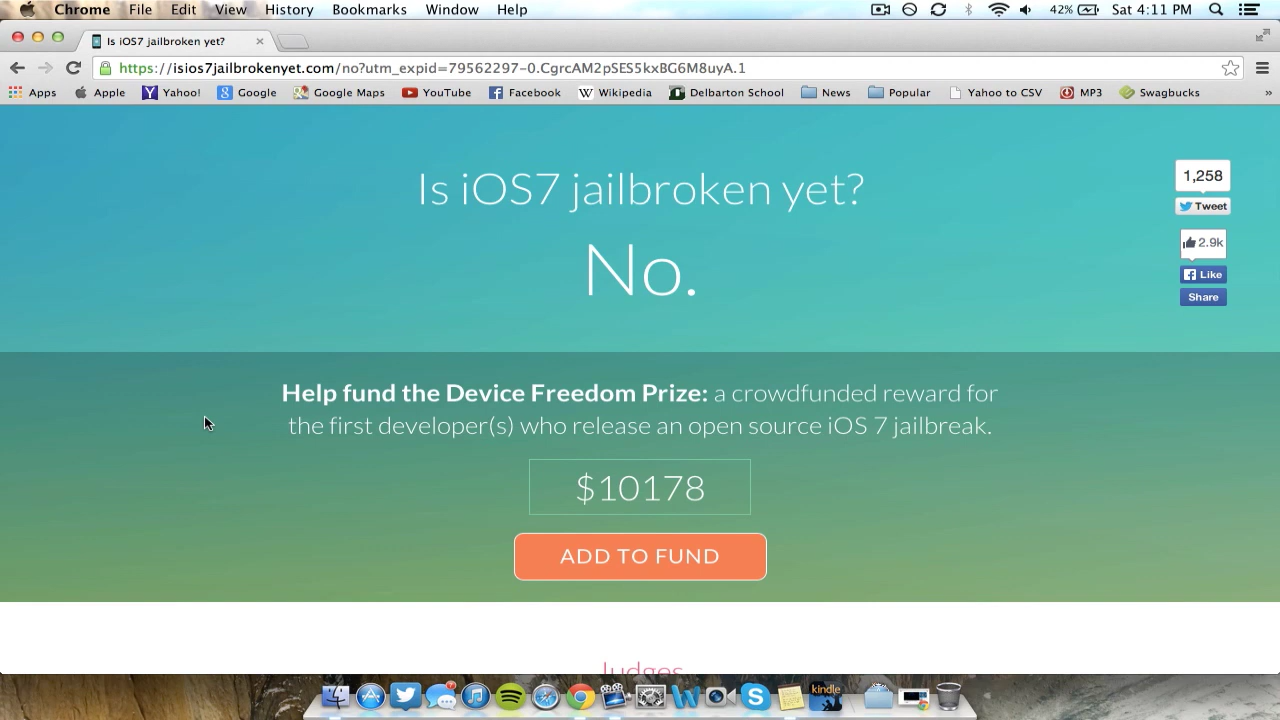 Chrome File Edit View History Bookmarks Window Help 42% Sat 4:11 PM
Is iOS7 jailbroken yet?
https://isios7jailbrokenyet.com/no?utm_expid=79562297-0.CgrcAM2pSES5kxBG6M8uyA.1
Apps Apple Yahoo! Google Google Maps YouTube Facebook Wikipedia Delbarton School News Popular Yahoo to CSV MP3 Swagbucks »
Is iOS7 jailbroken yet?
No.
1,258
Tweet
2.9k
Like
Share
Help fund the Device Freedom Prize: a crowdfunded reward for
the first developer(s) who release an open source iOS 7 jailbreak.
$10178
ADD TO FUND
Judges
kindle